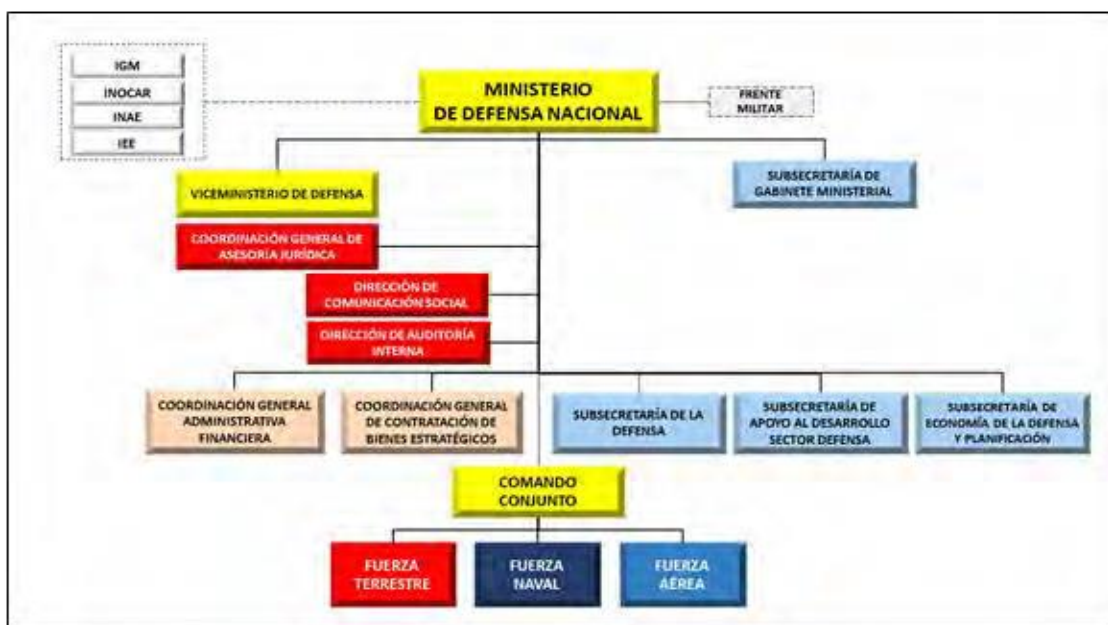 IGM
INOCAR
INAE
IEE
MINISTERIO
DE DEFENSA NACIONAL
FRENTE
MILITAR
VICEMINISTERIO DE DEFENSA
SUBSECRETARÍA DE
GABINETE MINISTERIAL
COORDINACIÓN GENERAL DE
ASESORÍA JURÍDICA
DIRECCIÓN DE
COMUNICACIÓN SOCIAL
DIRECCIÓN DE AUDITORÍA
INTERNA
COORDINACIÓN GENERAL
ADMINISTRATIVA
FINANCIERA
COORDINACIÓN GENERAL
DE CONTRATACIÓN DE
BIENES ESTRATÉGICOS
SUBSECRETARÍA DE LA
DEFENSA
SUBSECRETARÍA DE
APOYO AL DESARROLLO
SECTOR DEFENSA
SUBSECRETARÍA DE
ECONOMÍA DE LA DEFENSA
Y PLANIFICACIÓN
COMANDO
CONJUNTO
FUERZA
TERRESTRE
FUERZA
NAVAL
FUERZA
AÉREA